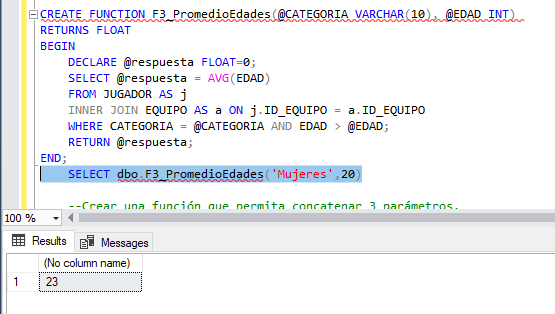 CREATE FUNCTION F3_PromedioEdades(@CATEGORIA VARCHAR(10), @EDAD INT)
RETURNS FLOAT
BEGIN
DECLARE @respuesta FLOAT=0;
SELECT @respuesta = AVG(EDAD)
FROM JUGADOR AS j
INNER JOIN EQUIPO AS a ON j.ID_EQUIPO = a.ID_EQUIPO
WHERE CATEGORIA = @CATEGORIA AND EDAD > @EDAD;
RETURN @respuesta;
END;
SELECT dbo.F3_PromedioEdades('Mujeres',20)
--Crear una función que permita concatenar 3 parámetros.
100 %
Results Messages
(No column name)
1 23